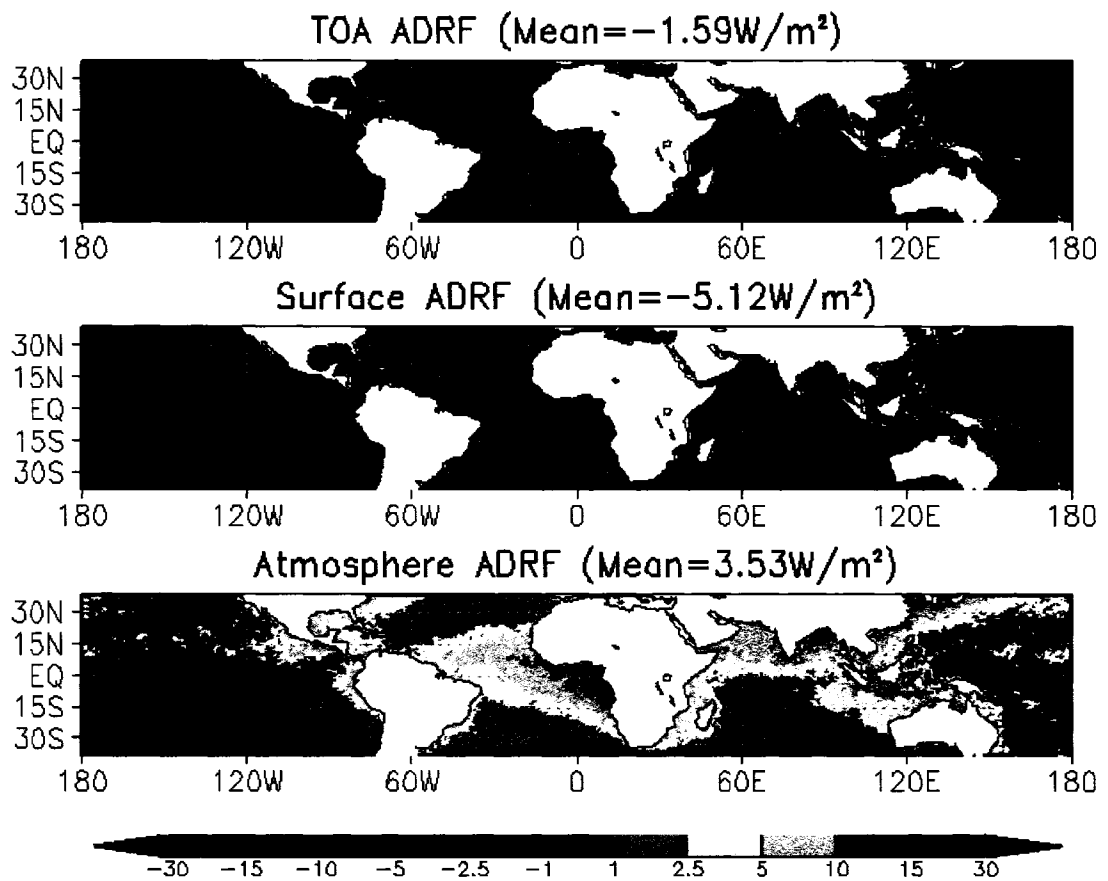 TOA ADRF (Mean=-1.59W/m²)
30N
15N
EQ
15S
30S
180 120W 60W 0 60E 120E 180
Surface ADRF (Mean=-5.12W/m²)
30N
15N
EQ
15S
30S
180 120W 60W 0 60E 120E 180
Atmosphere ADRF (Mean=3.53W/m²)
30N
15N
EQ
15S
30S
180 120W 60W 0 60E 120E 180
-30 -15 -10 -5 -2.5 -1 1 2.5 5 10 15 30